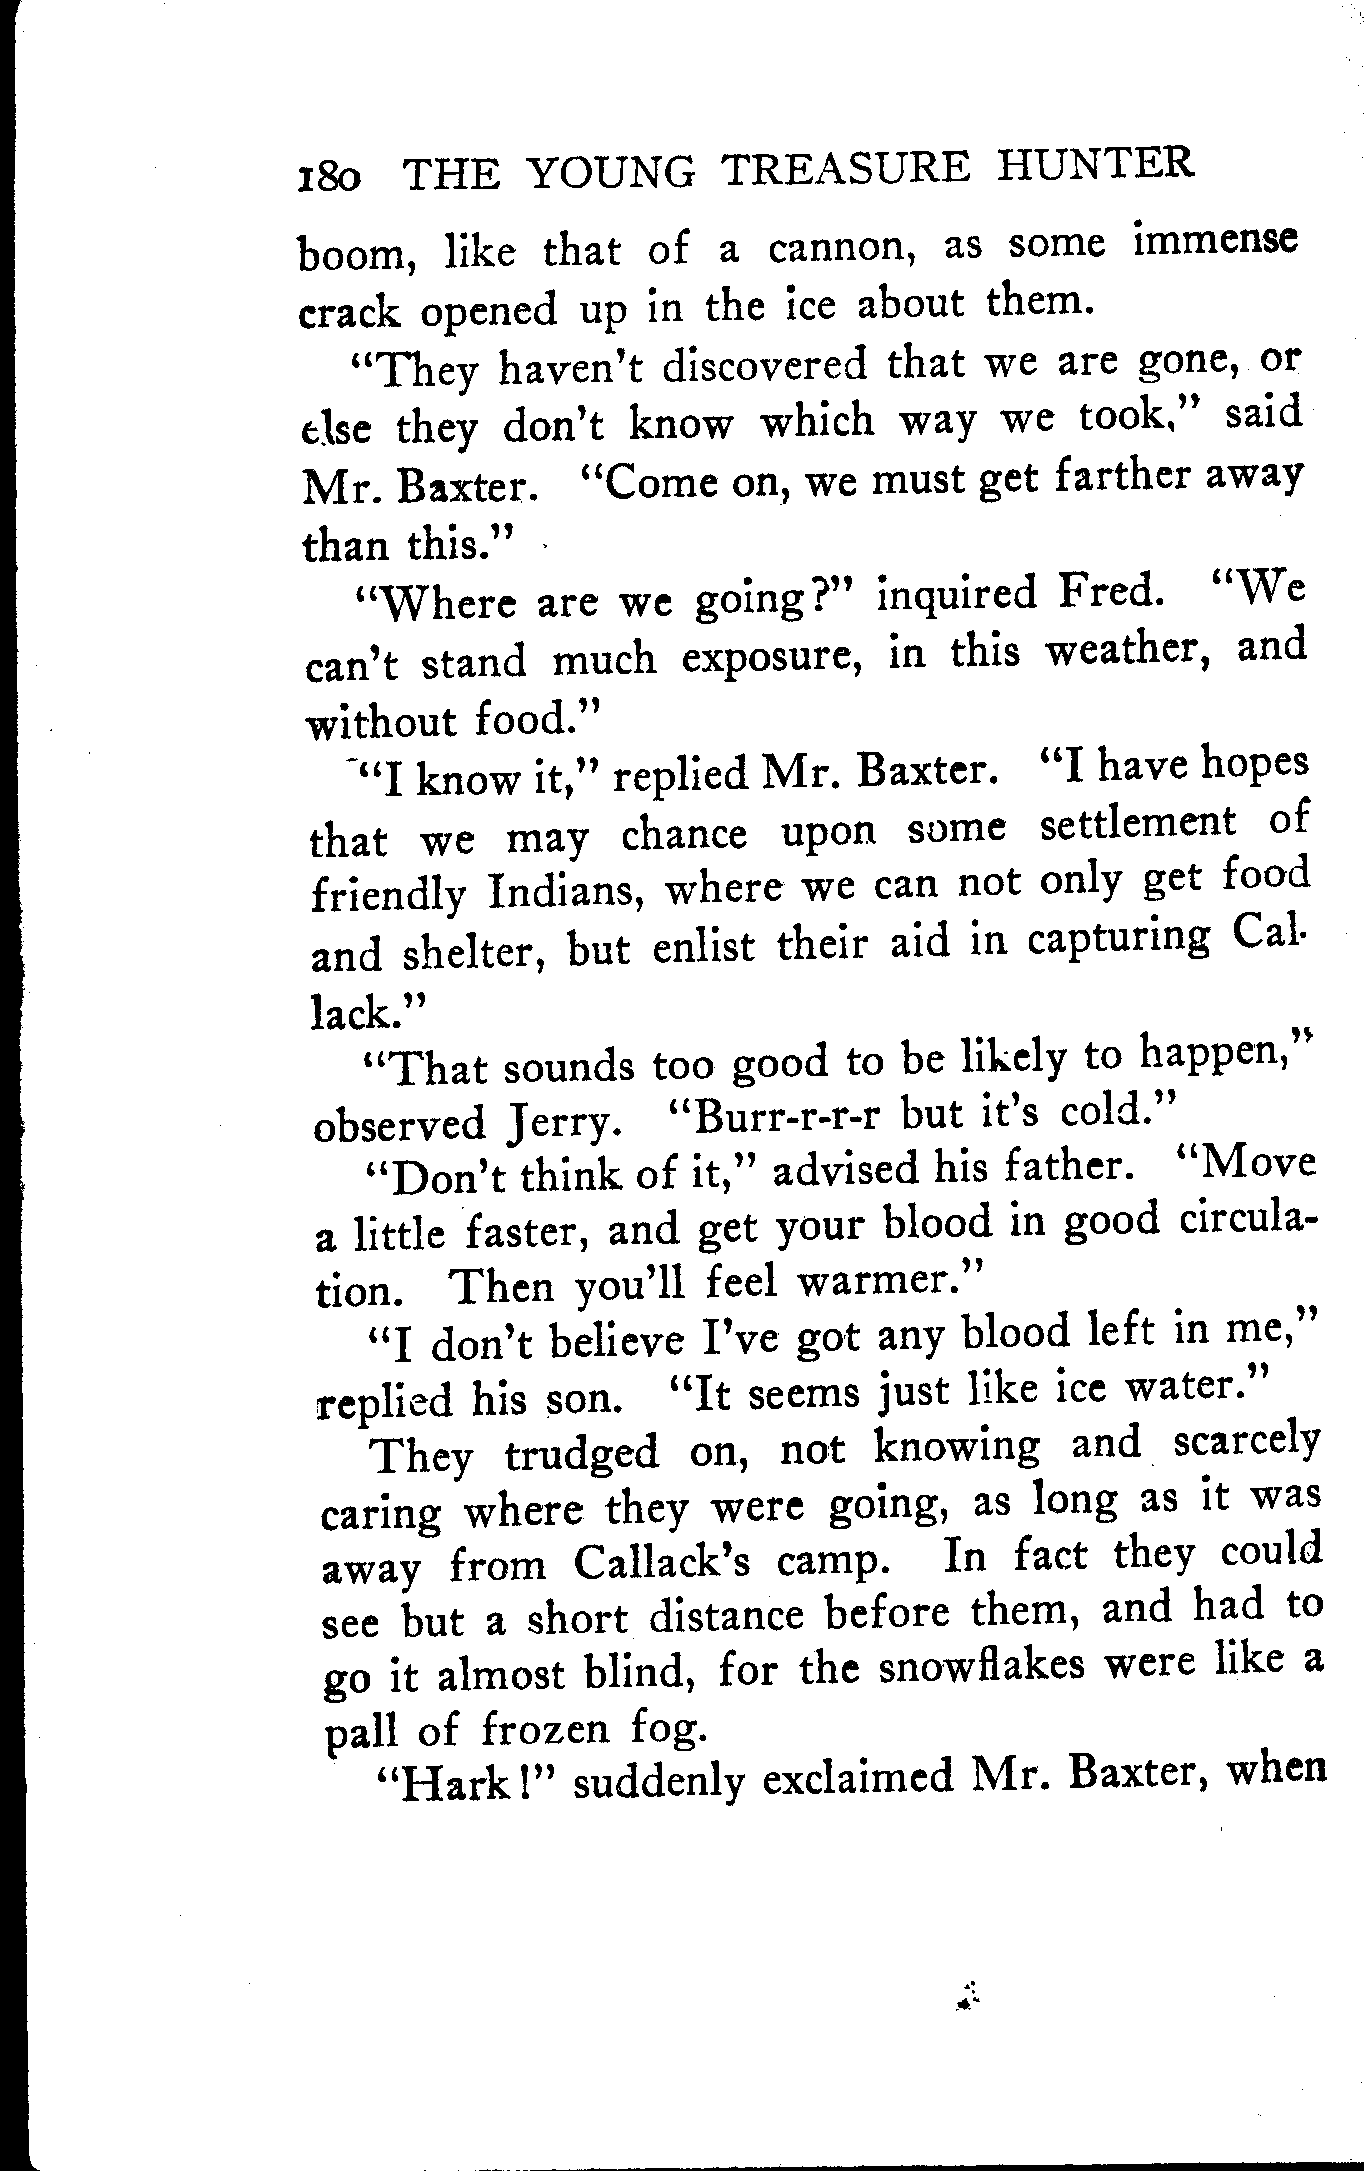 180 THE YOUNG TREASURE HUNTER
boom, like that of a cannon, as some immense
crack opened up in the ice about them.
"They haven't discovered that we are gone, or
else they don't know which way we took," said
Mr. Baxter. "Come on, we must get farther away
than this."
"Where are we going?" inquired Fred. "We
can't stand much exposure, in this weather, and
without food."
"I know it," replied Mr. Baxter. "I have hopes
that we may chance upon some settlement of
friendly Indians, where we can not only get food
and shelter, but enlist their aid in capturing Cal-
lack."
"That sounds too good to be likely to happen,"
observed Jerry. "Burr-r-r-r but it's cold."
"Don't think of it," advised his father. "Move
a little faster, and get your blood in good circula-
tion. Then you'll feel warmer."
"I don't believe I've got any blood left in me,"
replied his son. "It seems just like ice water."
They trudged on, not knowing and scarcely
caring where they were going, as long as it was
away from Callack's camp. In fact they could
see but a short distance before them, and had to
go it almost blind, for the snowflakes were like a
pall of frozen fog.
"Hark!" suddenly exclaimed Mr. Baxter, when